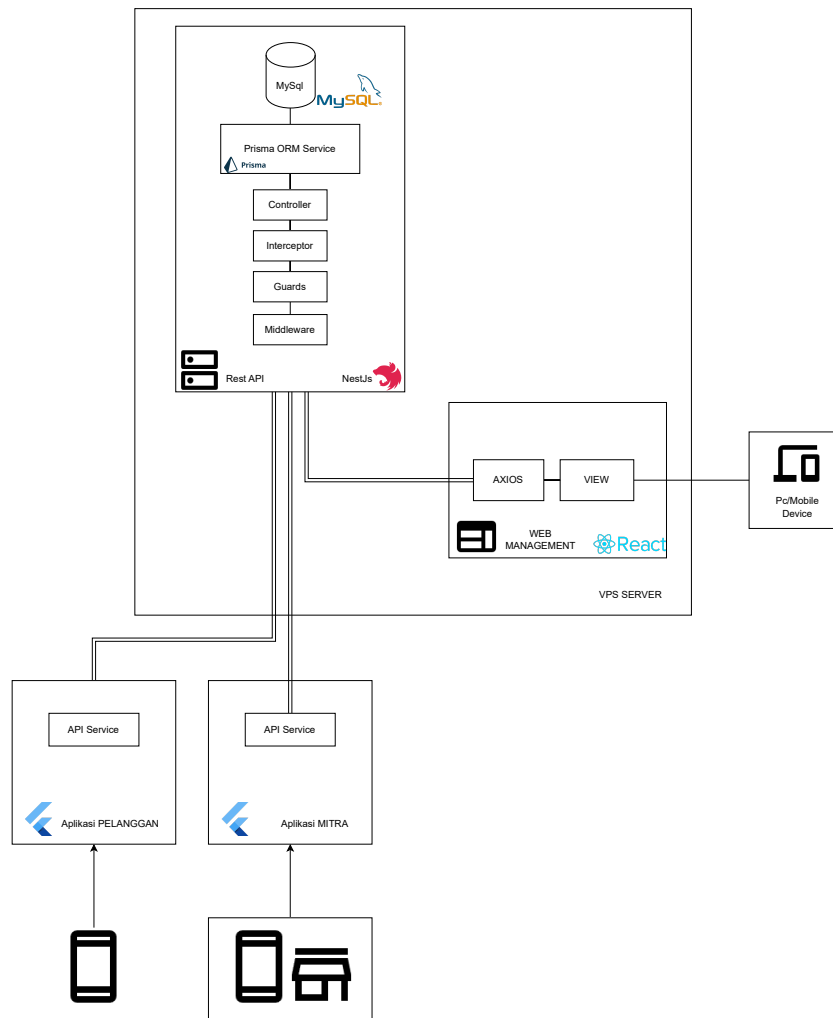 MySql
MySQL®
Prisma ORM Service
Prisma
Controller
Interceptor
Guards
Middleware
Rest API
NestJs
AXIOS
VIEW
WEB
MANAGEMENT
React
Pc/Mobile
Device
VPS SERVER
API Service
API Service
Aplikasi PELANGGAN
Aplikasi MITRA